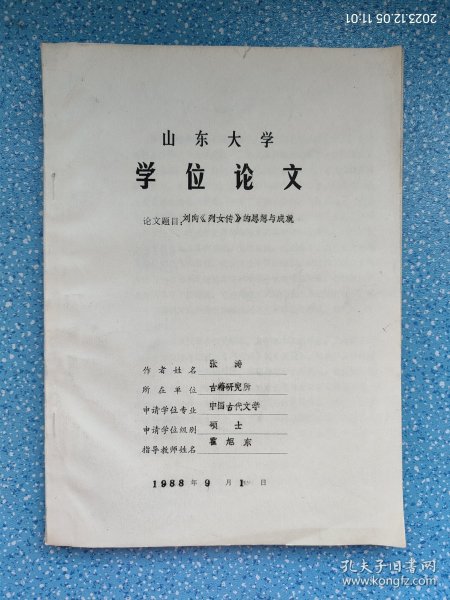 2023.12.05 11:01
山东大学
学位论文
论文题目：刘向《列女传》的思想与成就
作者姓名 张涛
所在单位 古籍研究所
申请学位专业 中国古代文学
申请学位级别 硕士
指导教师姓名 霍旭东
1988年9月1日
孔夫子旧书网
www.kongfz.com